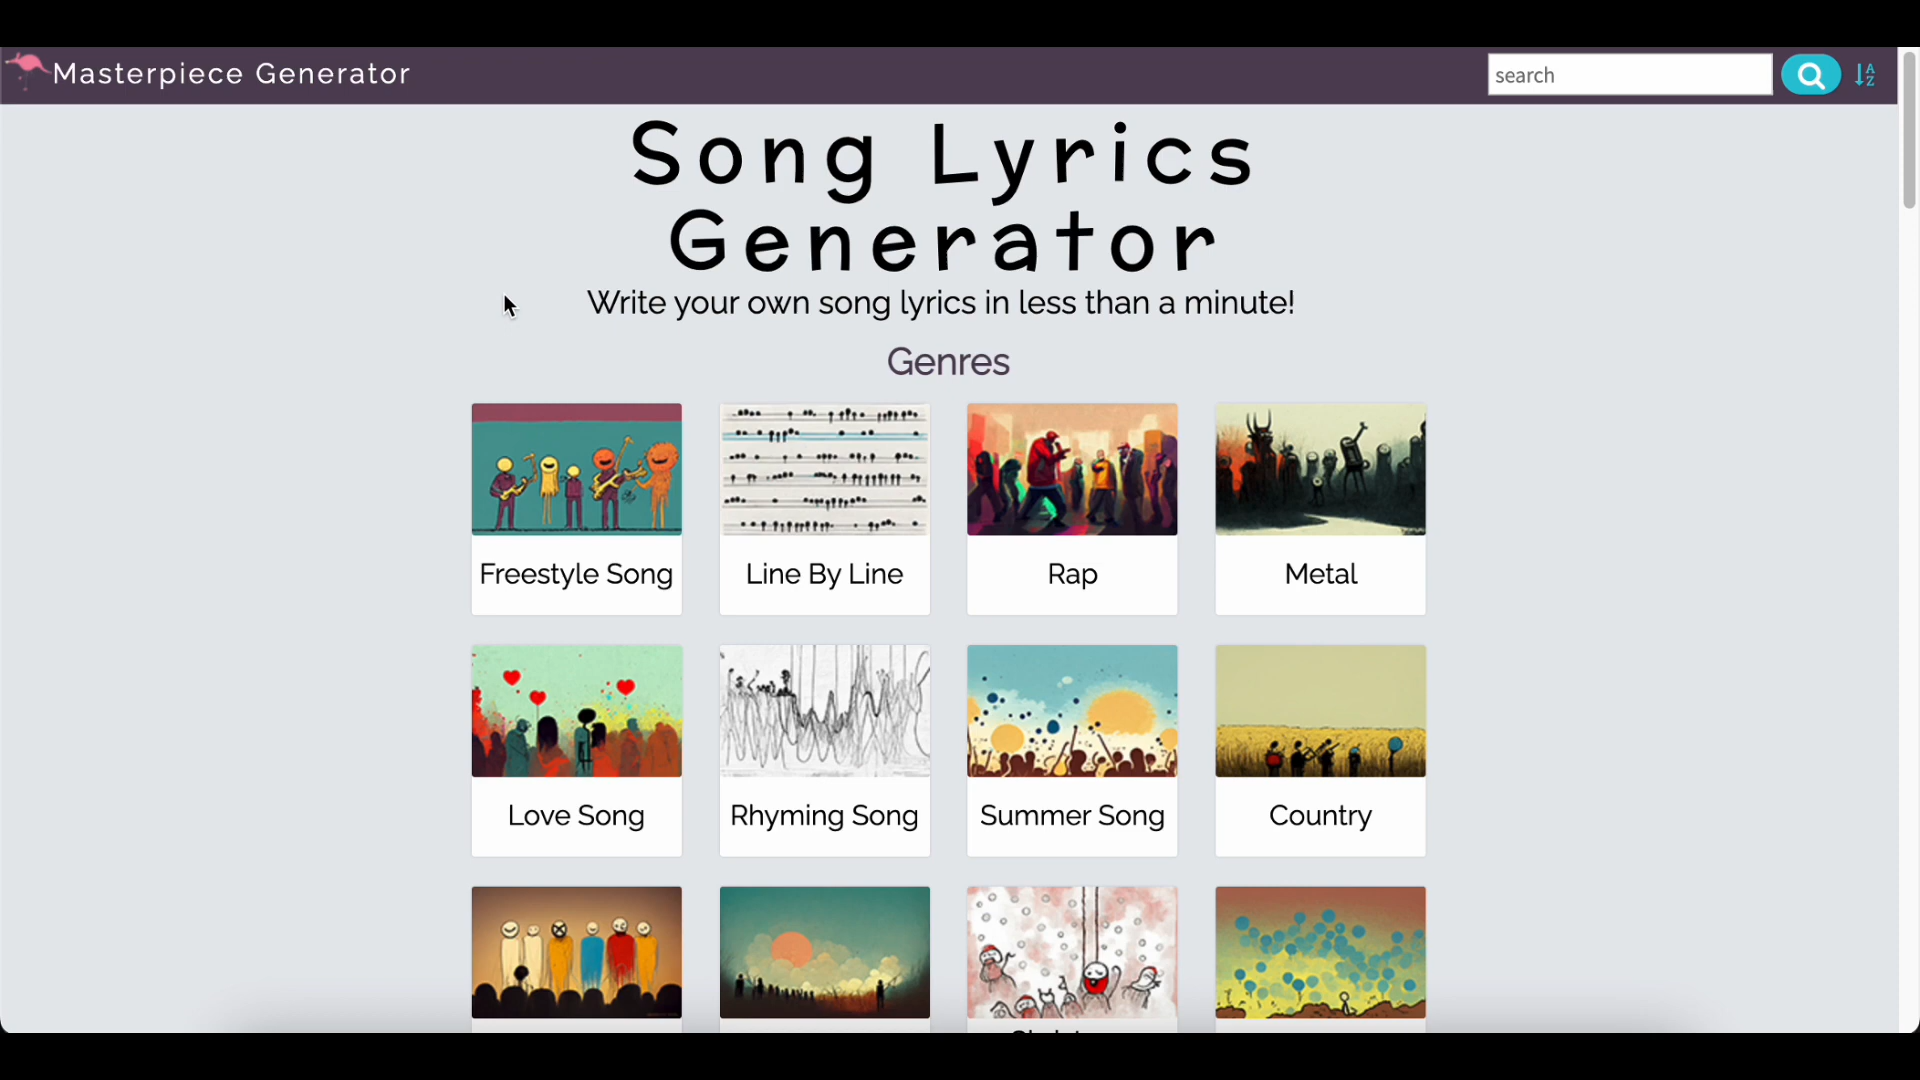 Masterpiece Generator
search
Song Lyrics
Generator
Write your own song lyrics in less than a minute!
Genres
Freestyle Song
Line By Line
Rap
Metal
Love Song
Rhyming Song
Summer Song
Country